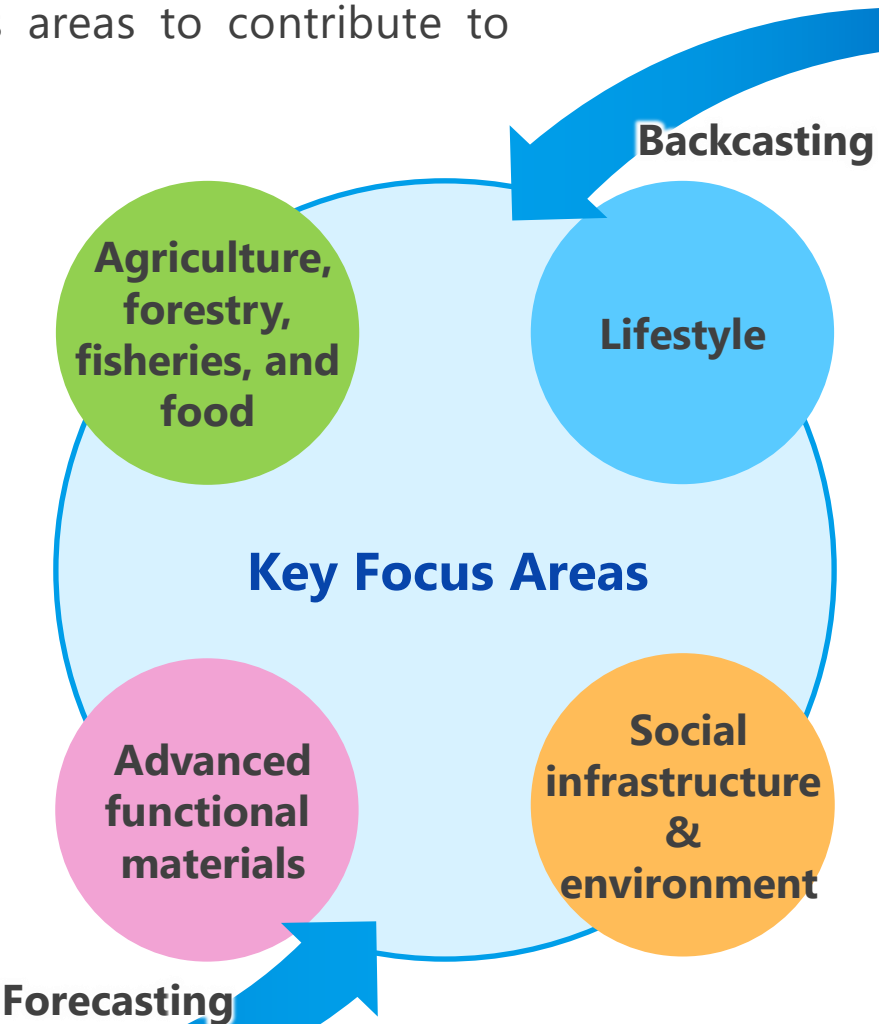 areas to contribute to
Backcasting
Agriculture,
forestry,
fisheries, and
food
Lifestyle
Key Focus Areas
Advanced
functional
materials
Social
infrastructure
&
environment
Forecasting